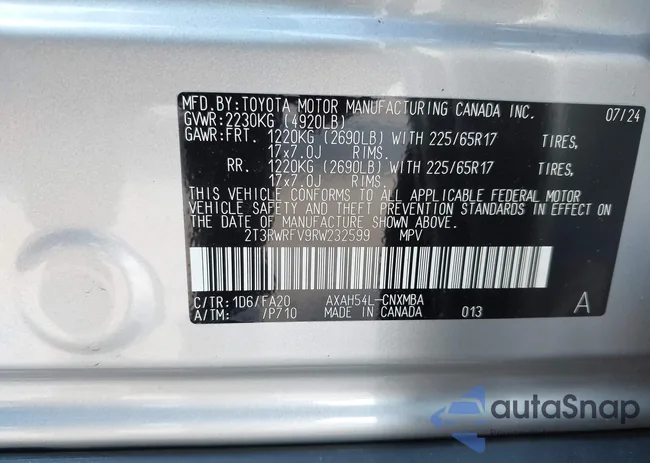 MFD.BY:TOYOTA MOTOR MANUFACTURING CANADA INC. 07/24
GVWR:2230KG (4920LB)
GAWR:FRT. 1220KG (2690LB) WITH 225/65R17 TIRES,
17x7.0J RIMS.
RR. 1220KG (2690LB) WITH 225/65R17 TIRES,
17x7.0J RIMS.
THIS VEHICLE CONFORMS TO ALL APPLICABLE FEDERAL MOTOR
VEHICLE SAFETY AND THEFT PREVENTION STANDARDS IN EFFECT ON
THE DATE OF MANUFACTURE SHOWN ABOVE.
2T3RWRFV9RW232599 MPV
C/TR:1D6/FA20 AXAH54L-CNXMBA A
A/TM: /P710 MADE IN CANADA 013
autoSnap